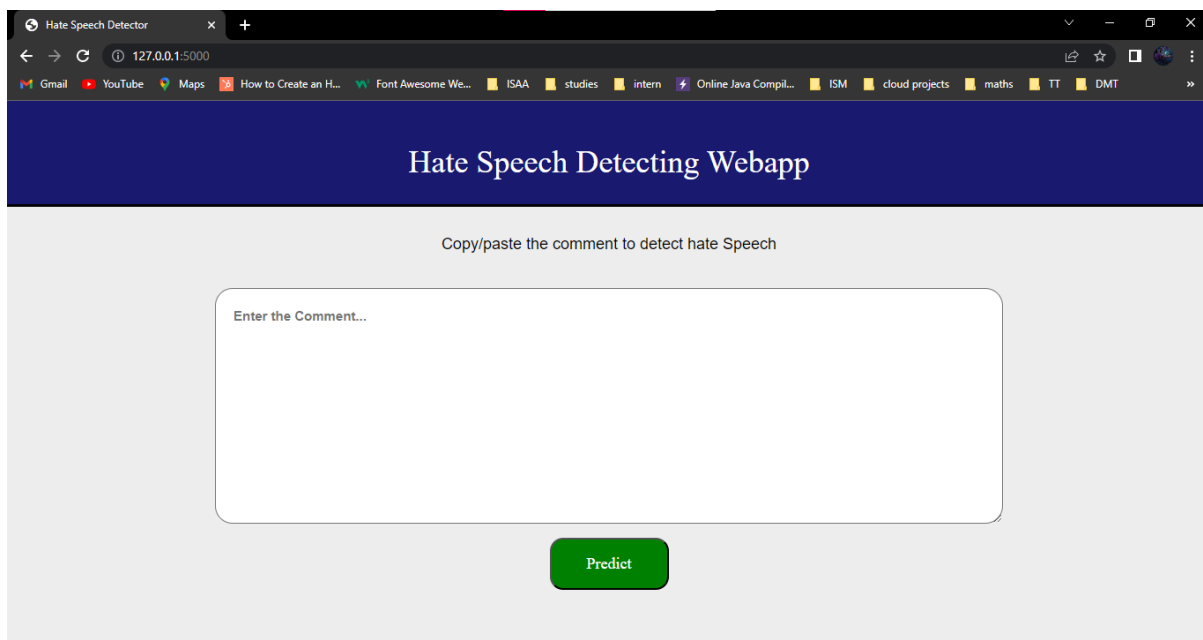 Hate Speech Detector
127.0.0.1:5000
Gmail YouTube Maps How to Create an H... Font Awesome We... ISAA studies intern Online Java Compil... ISM cloud projects maths TT DMT »
Hate Speech Detecting Webapp
Copy/paste the comment to detect hate Speech
Enter the Comment...
Predict